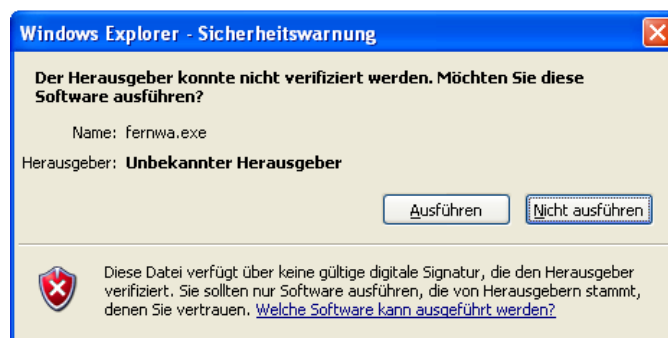 Windows Explorer - Sicherheitswarnung
Der Herausgeber konnte nicht verifiziert werden. Möchten Sie diese
Software ausführen?
Name: fernwa.exe
Herausgeber: Unbekannter Herausgeber
Ausführen Nicht ausführen
Diese Datei verfügt über keine gültige digitale Signatur, die den Herausgeber
verifiziert. Sie sollten nur Software ausführen, die von Herausgebern stammt,
denen Sie vertrauen. Welche Software kann ausgeführt werden?